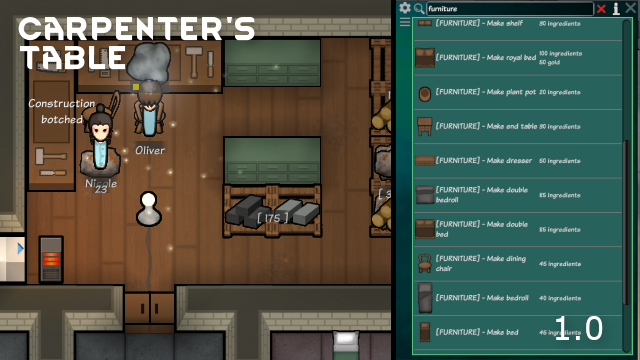 CARPENTER'S
TABLE
Construction
botched
Oliver
23
[ 175 ]
furniture
[FURNITURE] - Make shelf 30 ingredients
[FURNITURE] - Make royal bed 100 ingredients
50 gold
[FURNITURE] - Make plant pot 20 ingredients
[FURNITURE] - Make end table 30 ingredients
[FURNITURE] - Make dresser 50 ingredients
[FURNITURE] - Make double
bedroll 85 ingredients
[FURNITURE] - Make double
bed 85 ingredients
[FURNITURE] - Make dining
chair 45 ingredients
[FURNITURE] - Make bedroll 40 ingredients
[FURNITURE] - Make bed 45
1.0